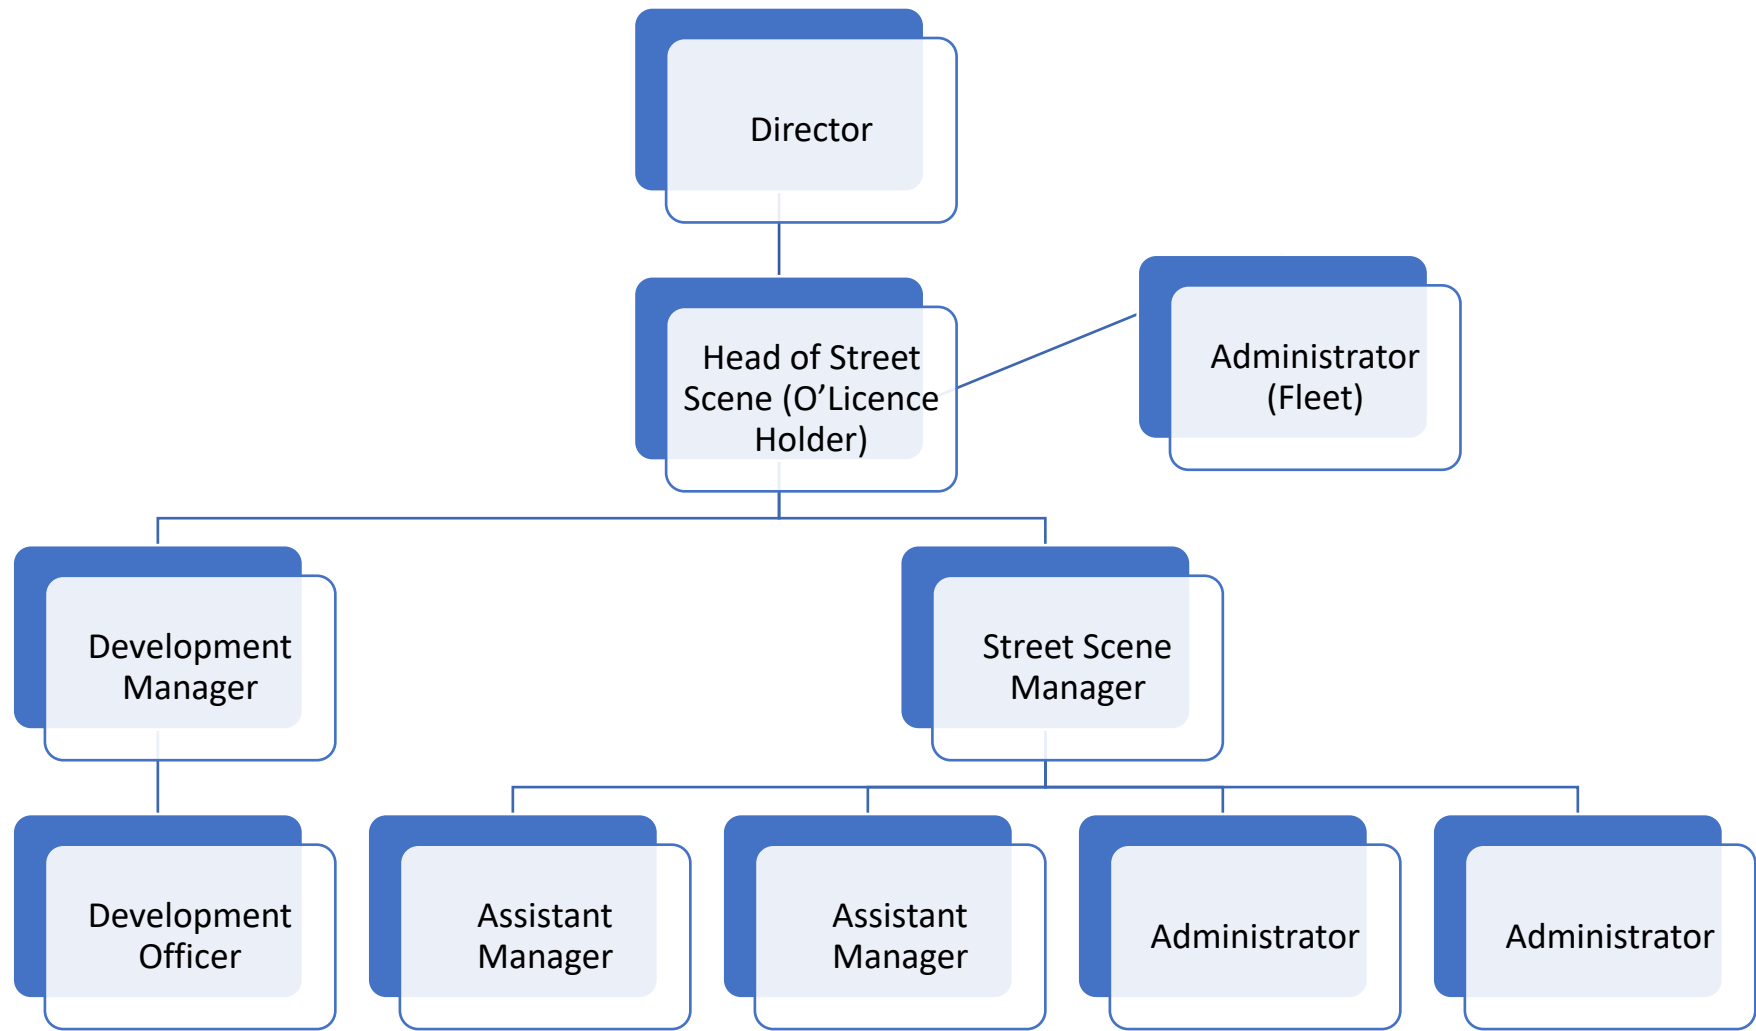 Director
Head of Street
Scene (O’Licence
Holder)
Administrator
(Fleet)
Development
Manager
Street Scene
Manager
Development
Officer
Assistant
Manager
Assistant
Manager
Administrator
Administrator